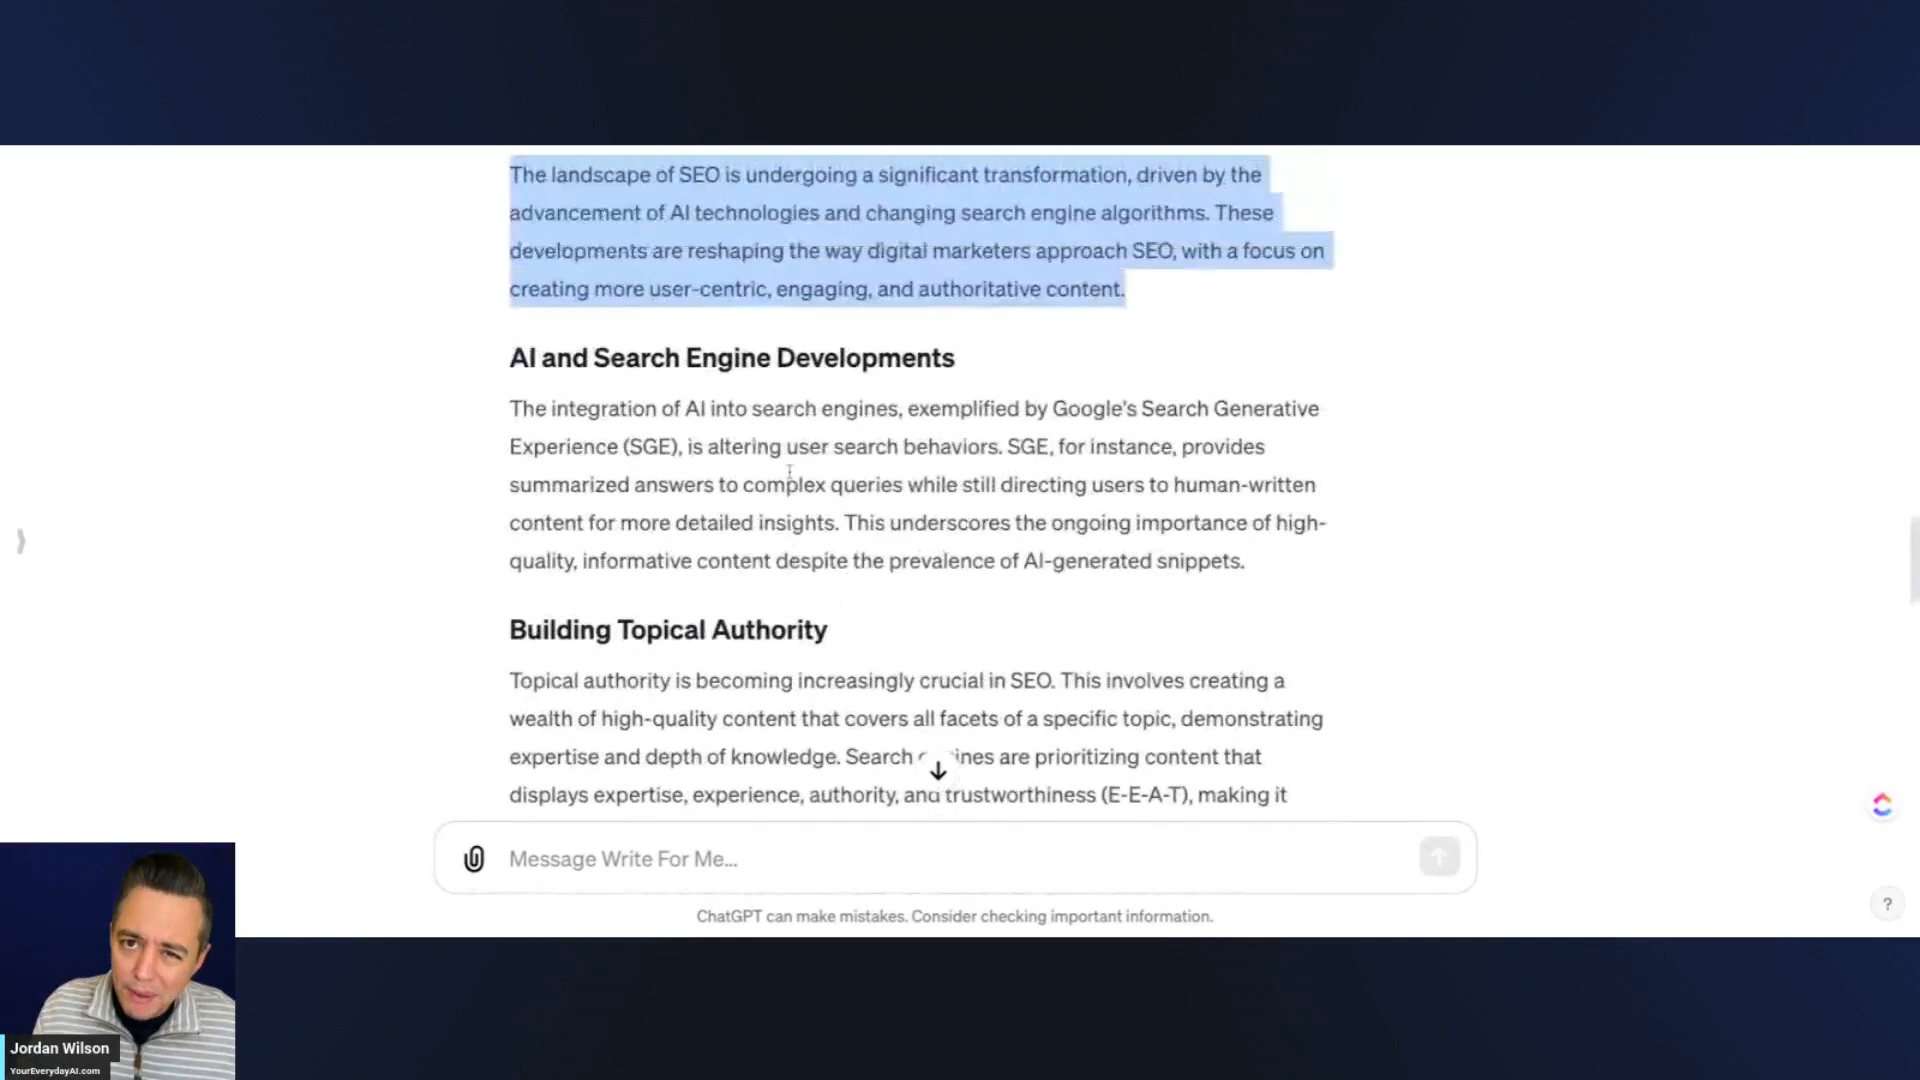 The landscape of SEO is undergoing a significant transformation, driven by the
advancement of AI technologies and changing search engine algorithms. These
developments are reshaping the way digital marketers approach SEO, with a focus on
creating more user-centric, engaging, and authoritative content.
AI and Search Engine Developments
The integration of AI into search engines, exemplified by Google's Search Generative
Experience (SGE), is altering user search behaviors. SGE, for instance, provides
summarized answers to complex queries while still directing users to human-written
content for more detailed insights. This underscores the ongoing importance of high-
quality, informative content despite the prevalence of AI-generated snippets.
Building Topical Authority
Topical authority is becoming increasingly crucial in SEO. This involves creating a
wealth of high-quality content that covers all facets of a specific topic, demonstrating
expertise and depth of knowledge. Search engines are prioritizing content that
displays expertise, experience, authority, and trustworthiness (E-E-A-T), making it
Message Write For Me...
ChatGPT can make mistakes. Consider checking important information.
?
Jordan Wilson
YourEverydayAI.com